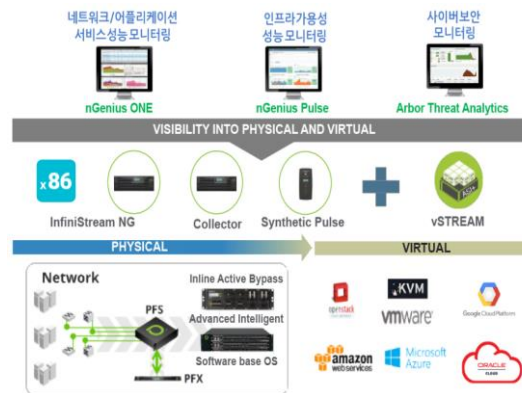 네트워크/어플리케이션
서비스성능 모니터링
인프라가용성
성능 모니터링
사이버보안
모니터링
nGenius ONE
nGenius Pulse
Arbor Threat Analytics
VISIBILITY INTO PHYSICAL AND VIRTUAL
x86
ASI+
InfiniStream NG
Collector
Synthetic Pulse
vSTREAM
PHYSICAL
VIRTUAL
Network
Inline Active Bypass
PFS
Advanced Intelligent
Software base OS
PFX
openstack
KVM
vmware
Google Cloud Platform
amazon
webservices
Microsoft
Azure
ORACLE
CLOUD